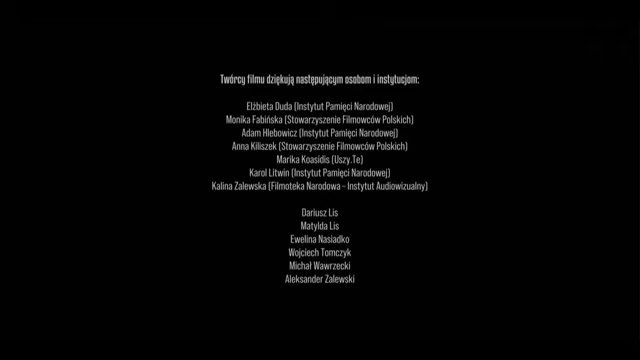 Twórcy filmu dziękują następującym osobom i instytucjom:
Elżbieta Duda (Instytut Pamięci Narodowej)
Monika Fabińska (Stowarzyszenie Filmowców Polskich)
Adam Hlebowicz (Instytut Pamięci Narodowej)
Anna Kiliszek (Stowarzyszenie Filmowców Polskich)
Marika Koasidis (Uszy.Te)
Karol Litwin (Instytut Pamięci Narodowej)
Kalina Zalewska (Filmoteka Narodowa – Instytut Audiowizualny)
Dariusz Lis
Matylda Lis
Ewelina Nasiadko
Wojciech Tomczyk
Michał Wawrzecki
Aleksander Zalewski